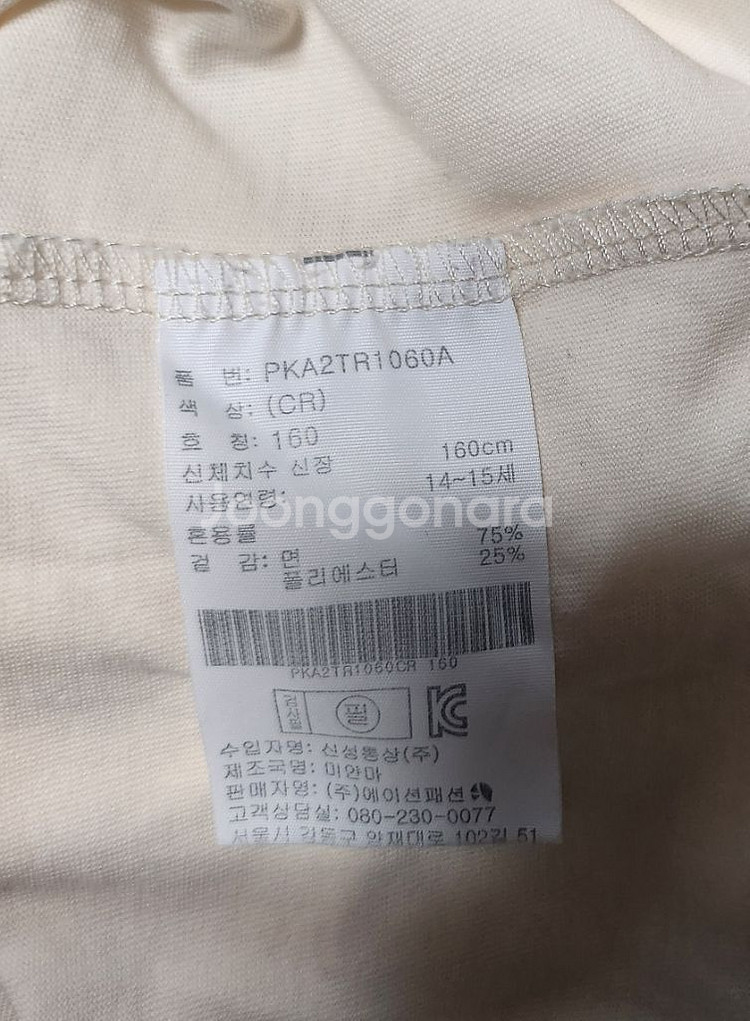 품 번: PKA2TR1060A
색 상: (CR)
호 칭: 160
신체치수 신장 160cm
사용연령: 14~15세
혼용률
겉 감: 면 75%
폴리에스터 25%
PKA2TR1060CR 160
검사필 필
수입자명: 신성통상(주)
제조국명: 미얀마
판매자명: (주)에이션패션
고객상담실: 080-230-0077
서울시 강동구 양재대로 102길 51
Joonggonara